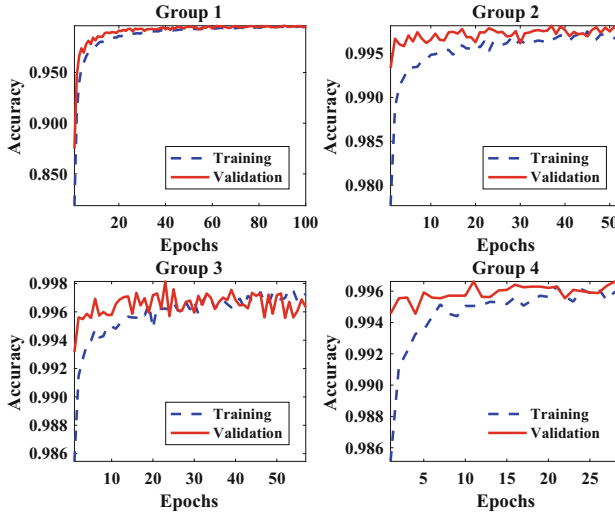 Group 1
Accuracy
0.950
0.900
0.850
Training
Validation
20 40 60 80 100
Epochs
Group 2
Accuracy
0.995
0.990
0.985
0.980
Training
Validation
10 20 30 40 50
Epochs
Group 3
Accuracy
0.998
0.996
0.994
0.992
0.990
0.988
0.986
Training
Validation
10 20 30 40 50
Epochs
Group 4
Accuracy
0.996
0.994
0.992
0.990
0.988
0.986
Training
Validation
5 10 15 20 25
Epochs